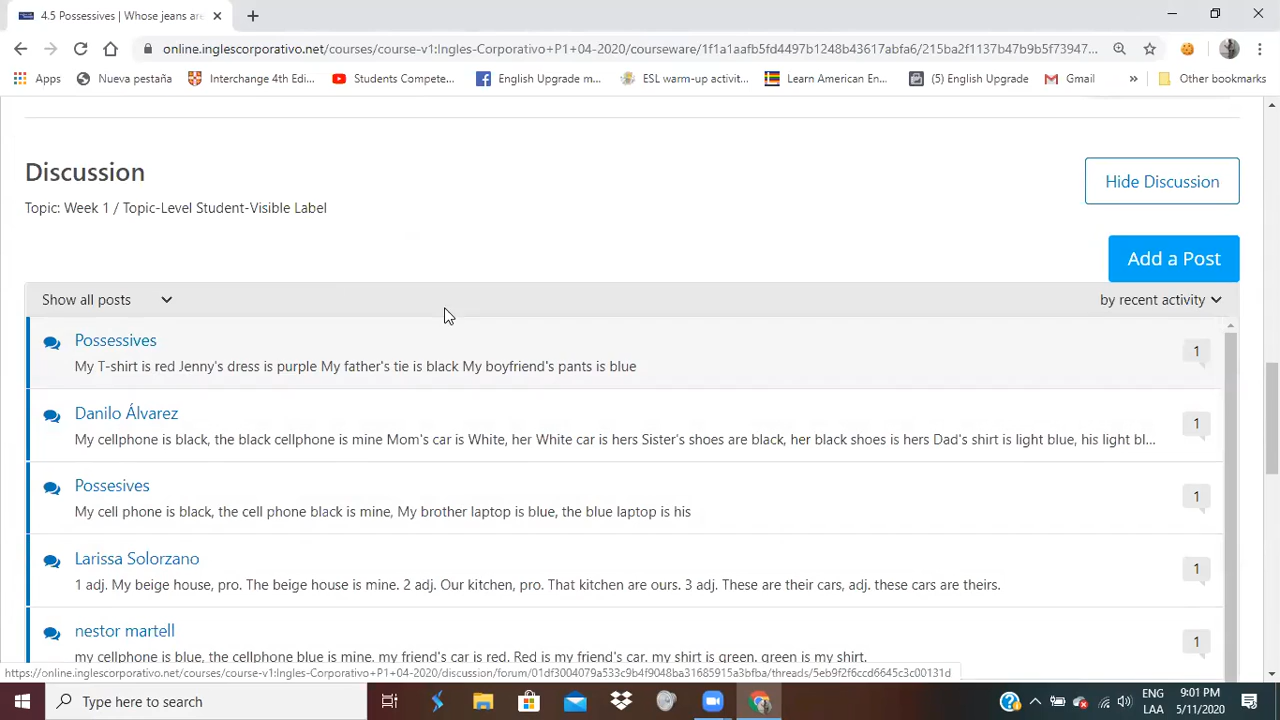 4.5 Possessives | Whose jeans are
online.inglescorporativo.net/courses/course-v1:Ingles-Corporativo+P1+04-2020/courseware/1f1a1aafb5fd4497b1248b43617abfa6/215ba2f1137b47b9b5f73947...
Apps Nueva pestaña Interchange 4th Edi... Students Compete... English Upgrade m... ESL warm-up activit... Learn American En... (5) English Upgrade Gmail » Other bookmarks
Discussion
Hide Discussion
Topic: Week 1 / Topic-Level Student-Visible Label
Add a Post
Show all posts by recent activity
Possessives
My T-shirt is red Jenny's dress is purple My father's tie is black My boyfriend's pants is blue
1
Danilo Álvarez
My cellphone is black, the black cellphone is mine Mom's car is White, her White car is hers Sister's shoes are black, her black shoes is hers Dad's shirt is light blue, his light bl...
1
Possesives
My cell phone is black, the cell phone black is mine, My brother laptop is blue, the blue laptop is his
1
Larissa Solorzano
1 adj. My beige house, pro. The beige house is mine. 2 adj. Our kitchen, pro. That kitchen are ours. 3 adj. These are their cars, adj. these cars are theirs.
1
nestor martell
my cellphone is blue, the cellphone blue is mine. my friend's car is red. Red is my friend's car. my shirt is green. green is my shirt.
1
https://online.inglescorporativo.net/courses/course-v1:Ingles-Corporativo+P1+04-2020/discussion/forum/01df3004079a533c9b4f9048ba31685915a3bfba/threads/5eb9f2f6ccd6645c3c00131d
Type here to search
ENG
LAA
9:01 PM
5/11/2020